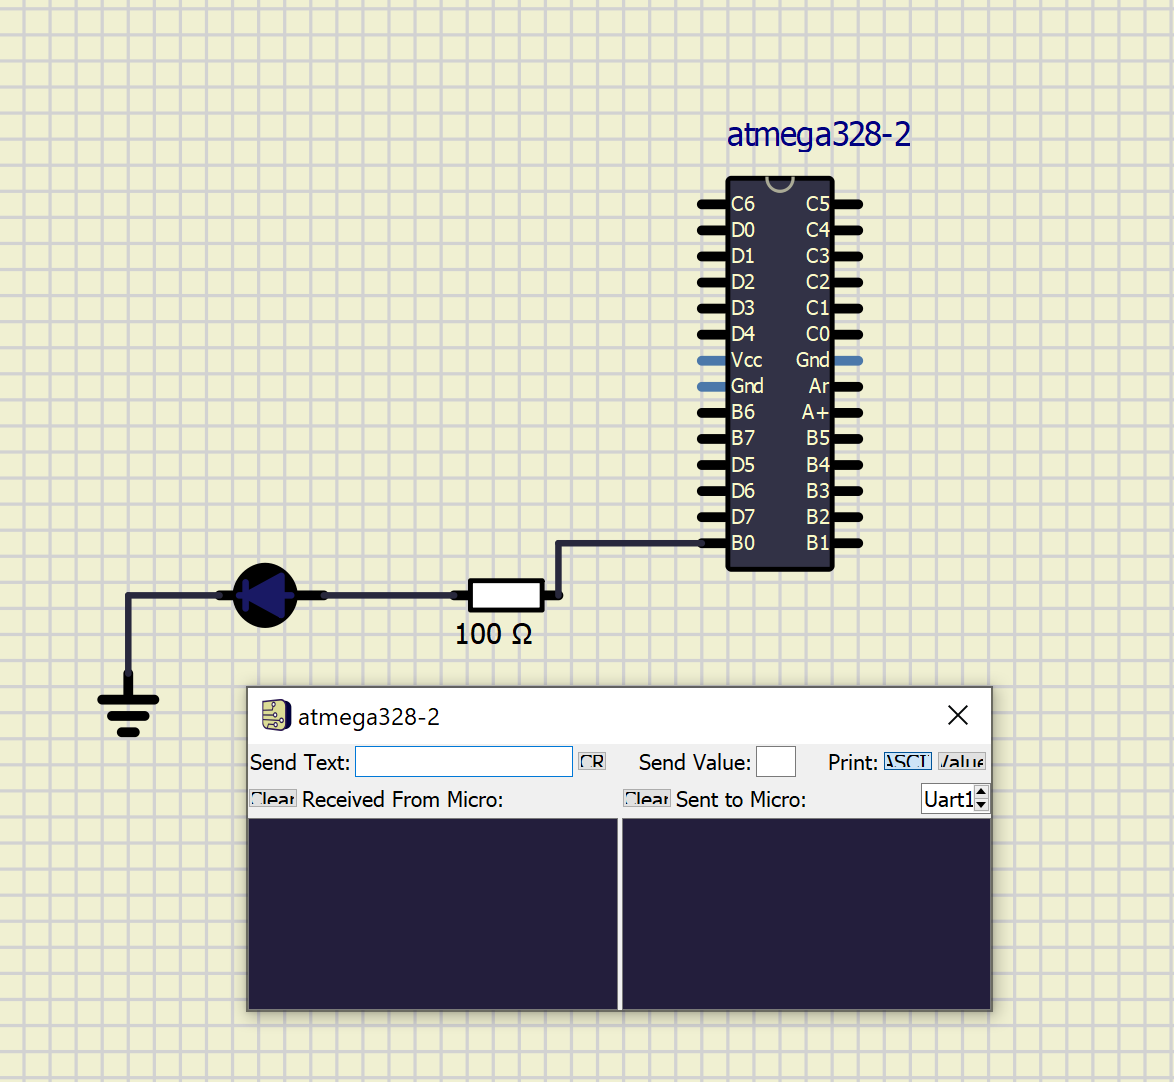 atmega328-2
C6 C5
D0 C4
D1 C3
D2 C2
D3 C1
D4 C0
Vcc Gnd
Gnd Ar
B6 A+
B7 B5
D5 B4
D6 B3
D7 B2
B0 B1
100 Ω
atmega328-2
Send Text: CR Send Value: Print: ASCII Value
Clear Received From Micro: Clear Sent to Micro: Uart1